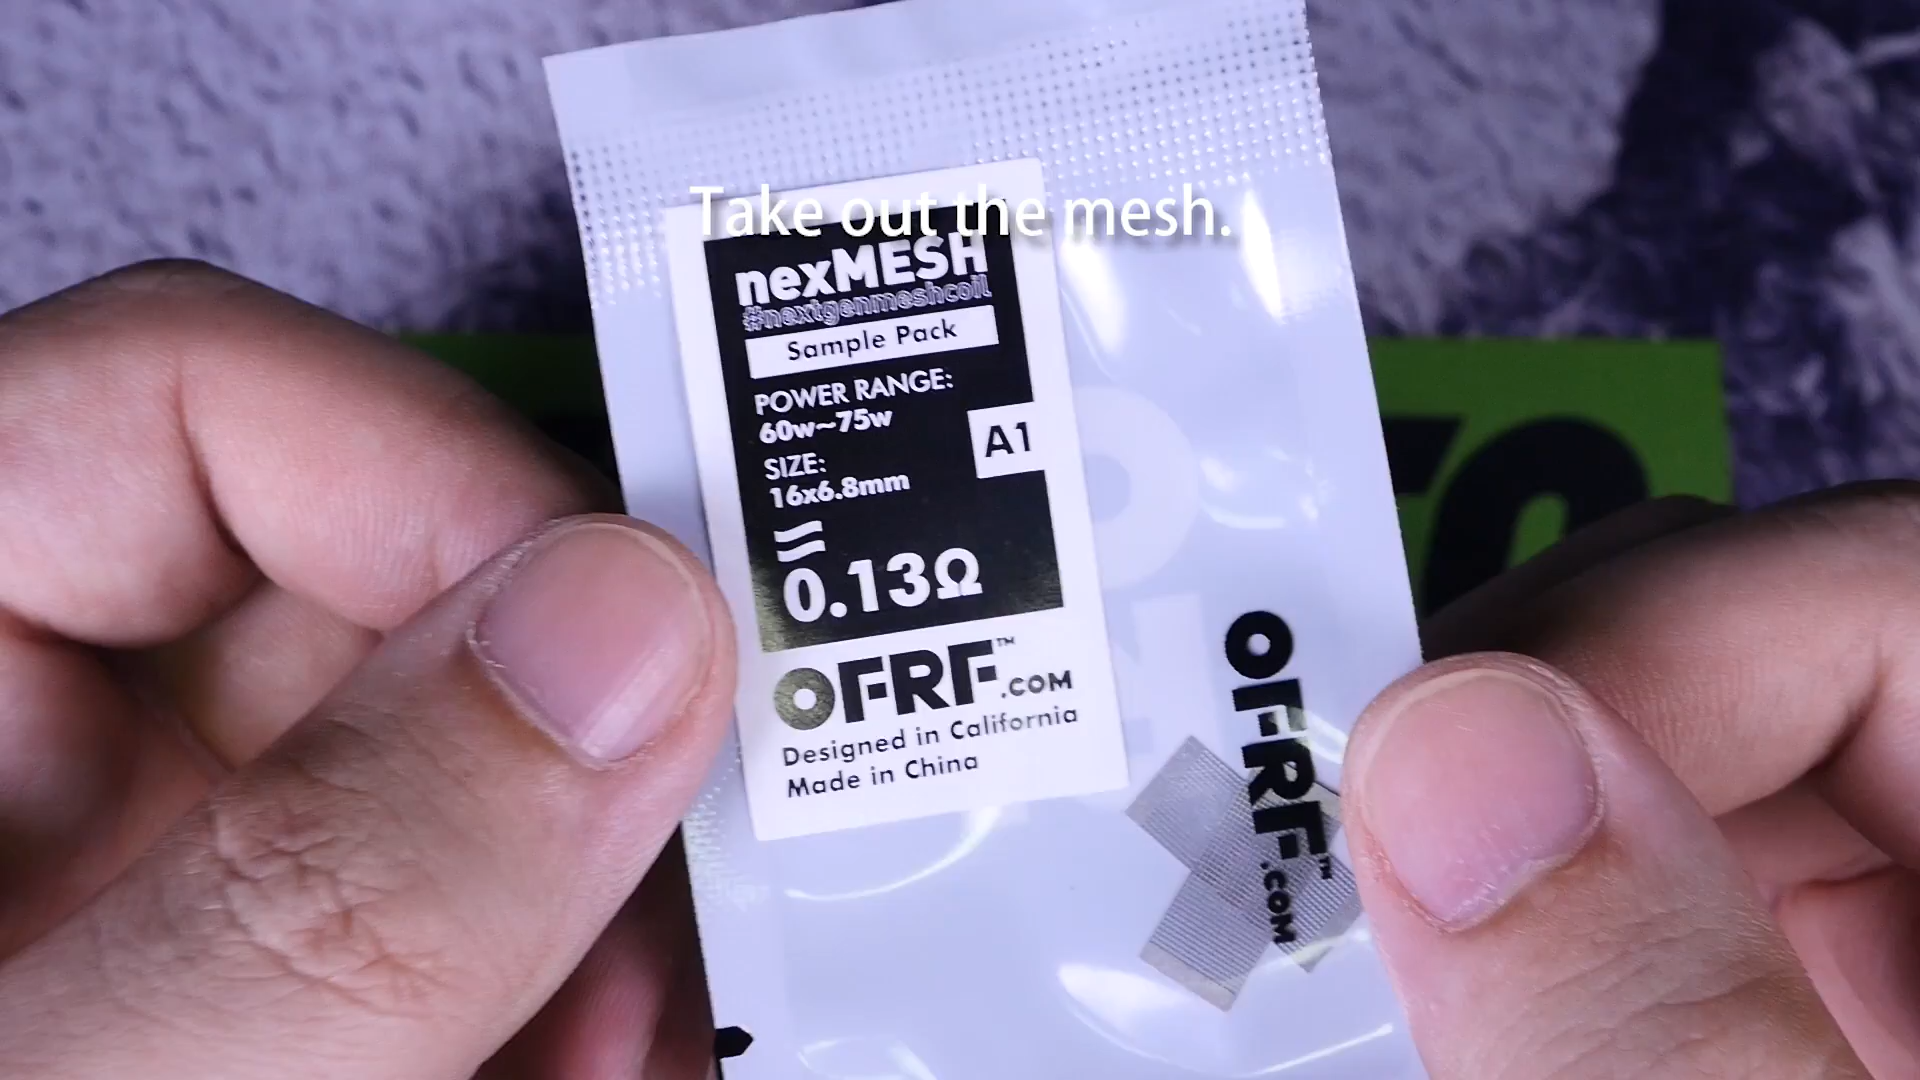 Take out the mesh.
nexMESH
#nextgenmeshcoil
Sample Pack
POWER RANGE:
60w~75w
A1
SIZE:
16x6.8mm
0.13Ω
OFRF™.COM
Designed in California
Made in China
OFRF™.COM